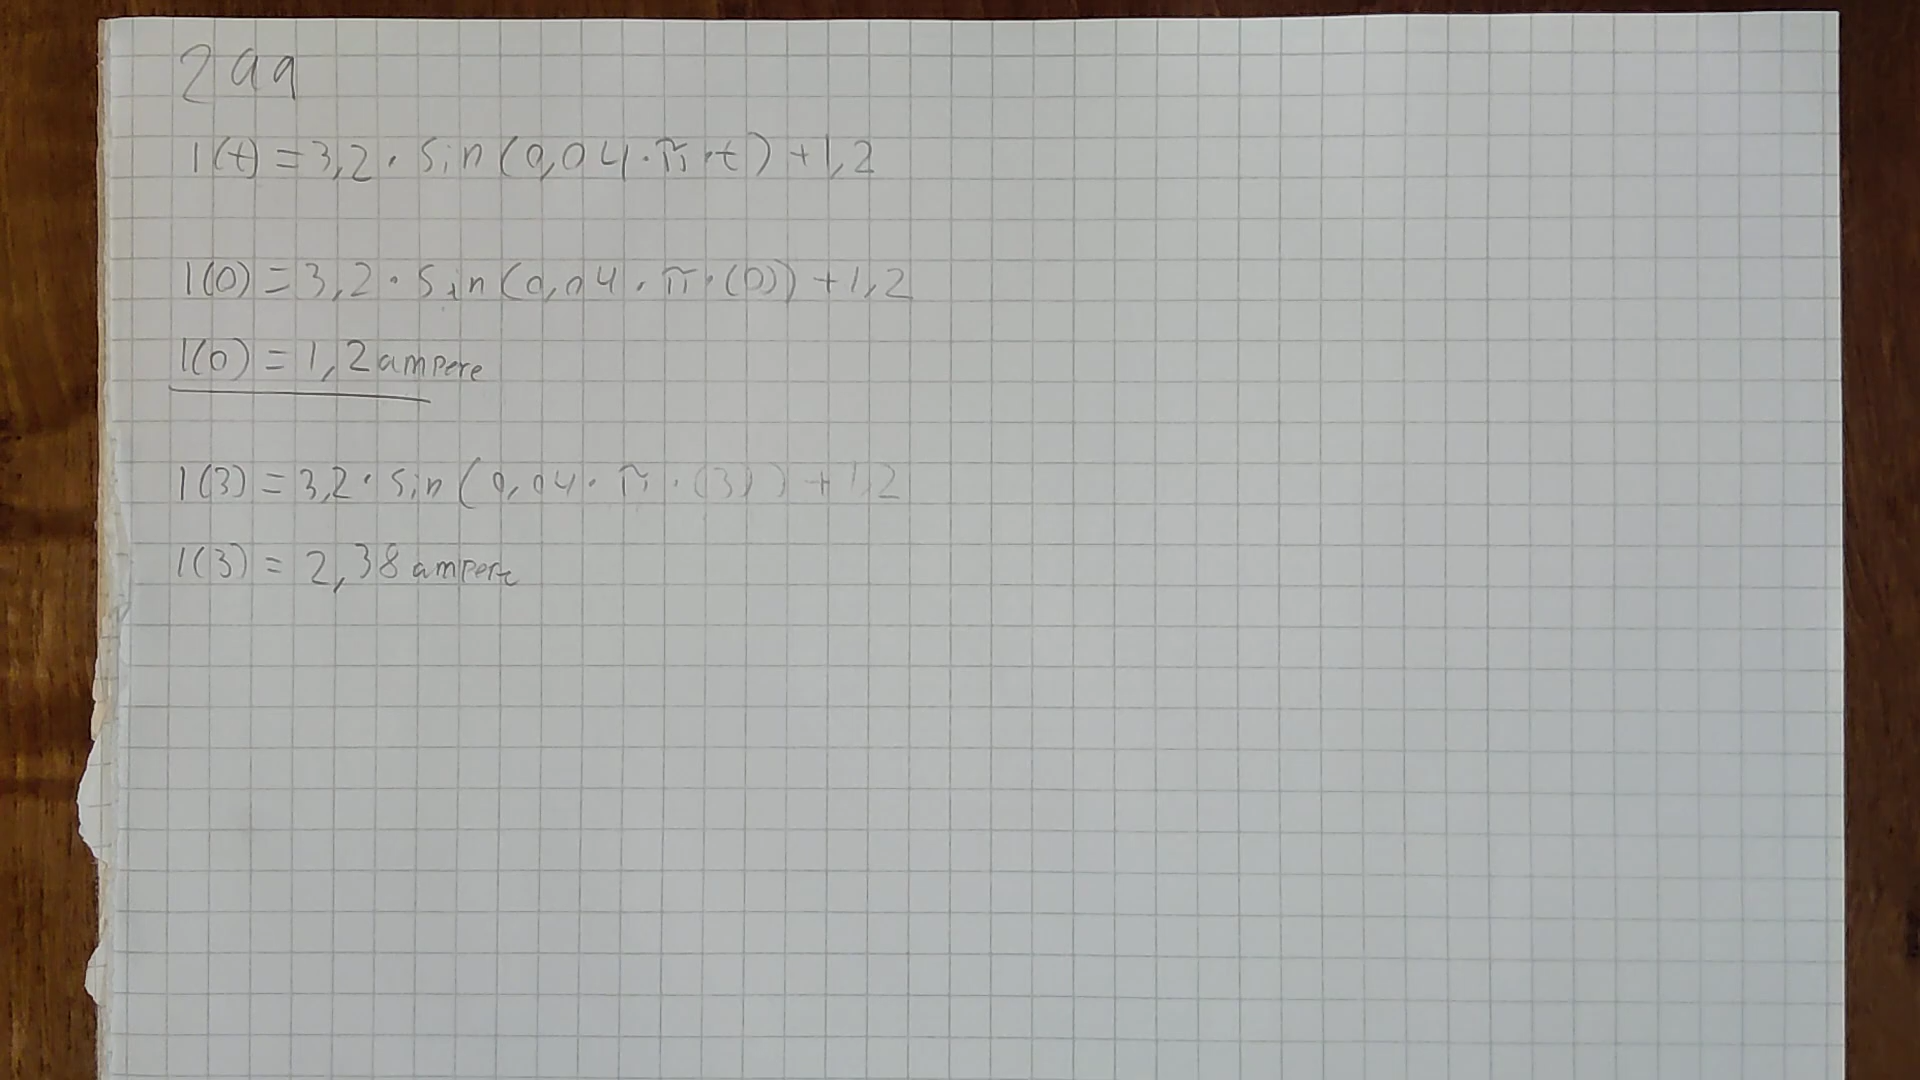 2aa
I(t) = 3,2 · sin(0,04 · π · t) + 1,2
I(0) = 3,2 · sin(0,04 · π · (0)) + 1,2
I(0) = 1,2 ampere
I(3) = 3,2 · sin(0,04 · π · (3)) + 1,2
I(3) = 2,38 ampere